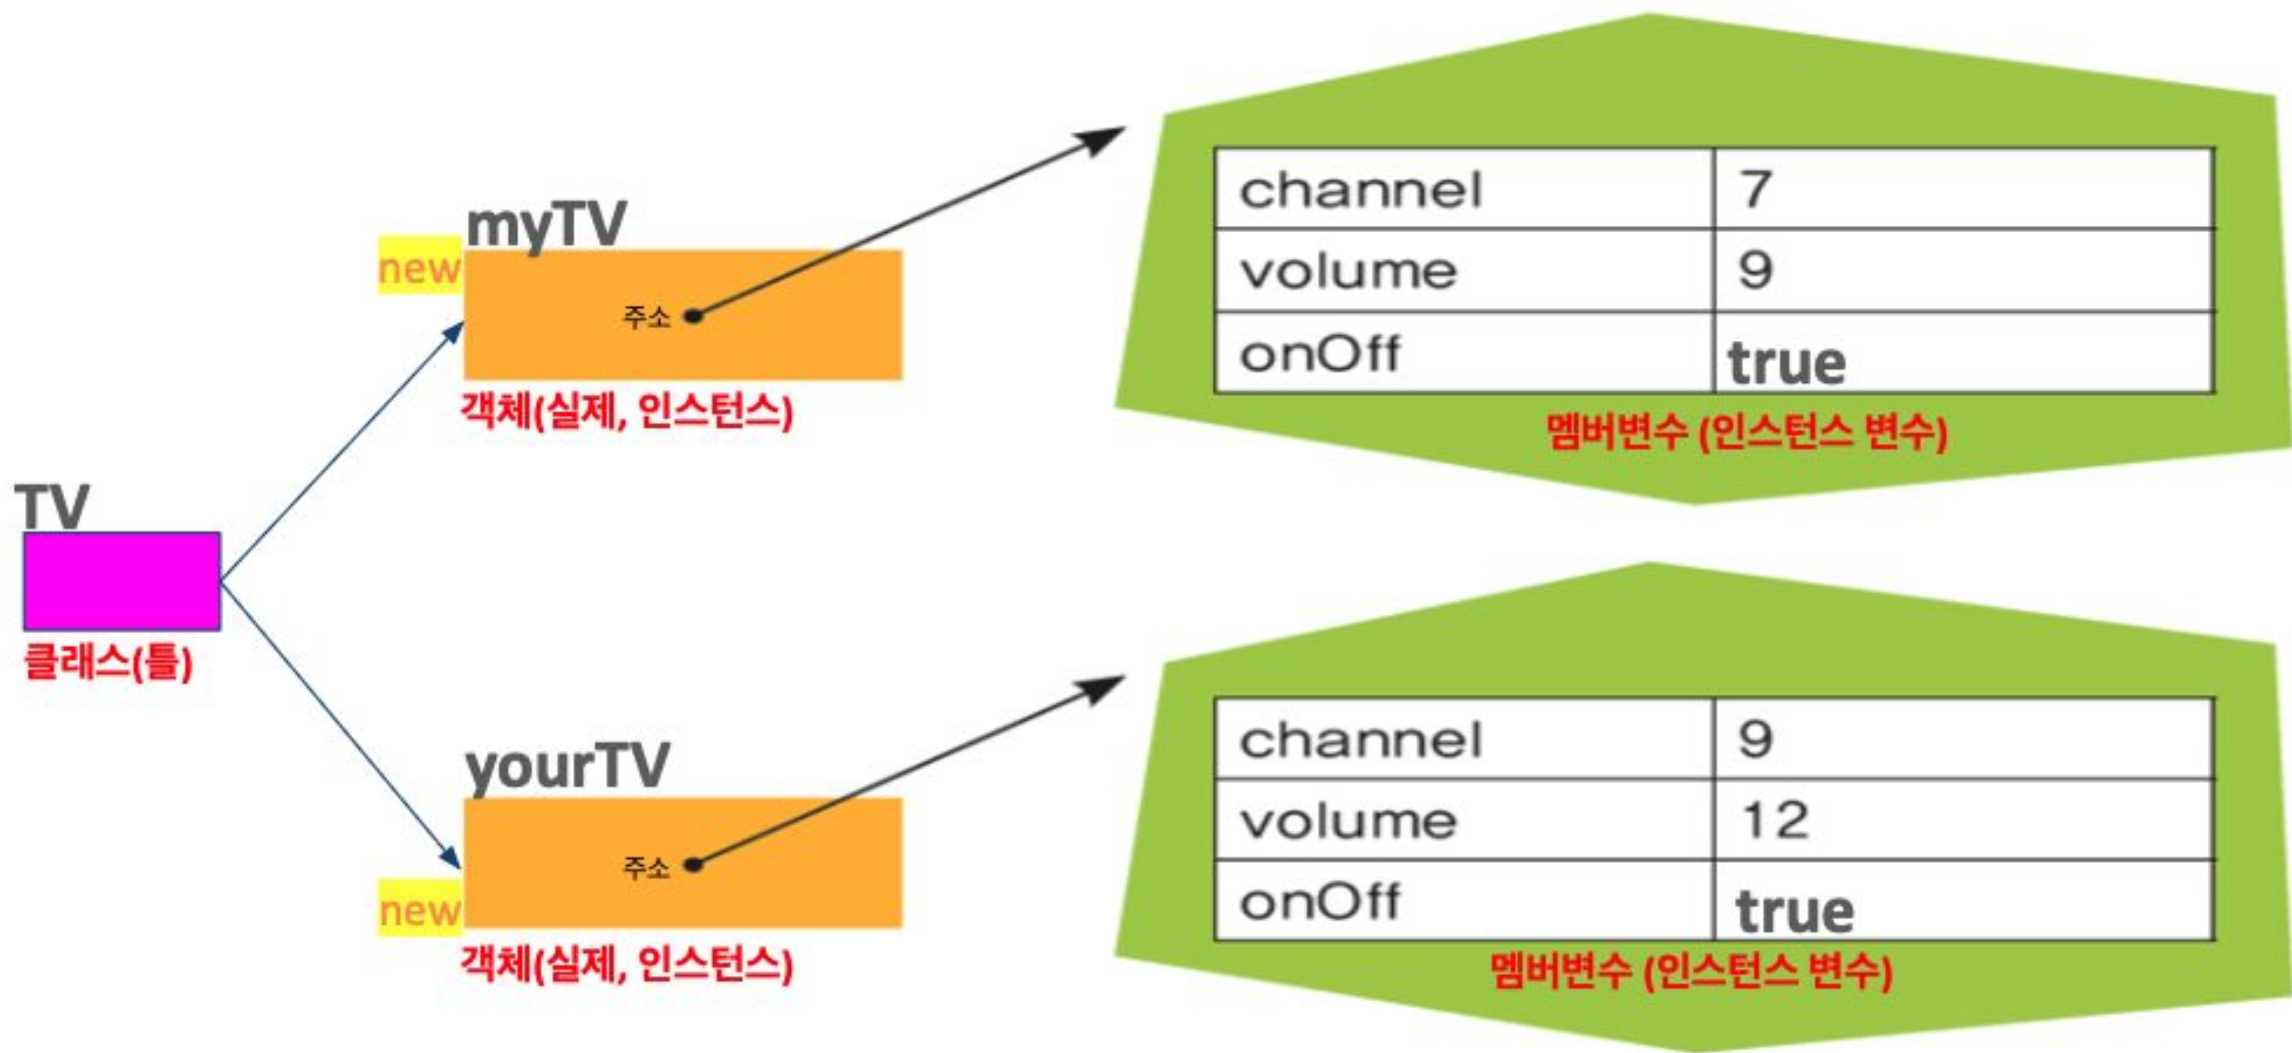 TV
클래스(틀)
new
myTV
주소
객체(실제, 인스턴스)
channel 7
volume 9
onOff true
멤버변수 (인스턴스 변수)
yourTV
주소
new
객체(실제, 인스턴스)
channel 9
volume 12
onOff true
멤버변수 (인스턴스 변수)